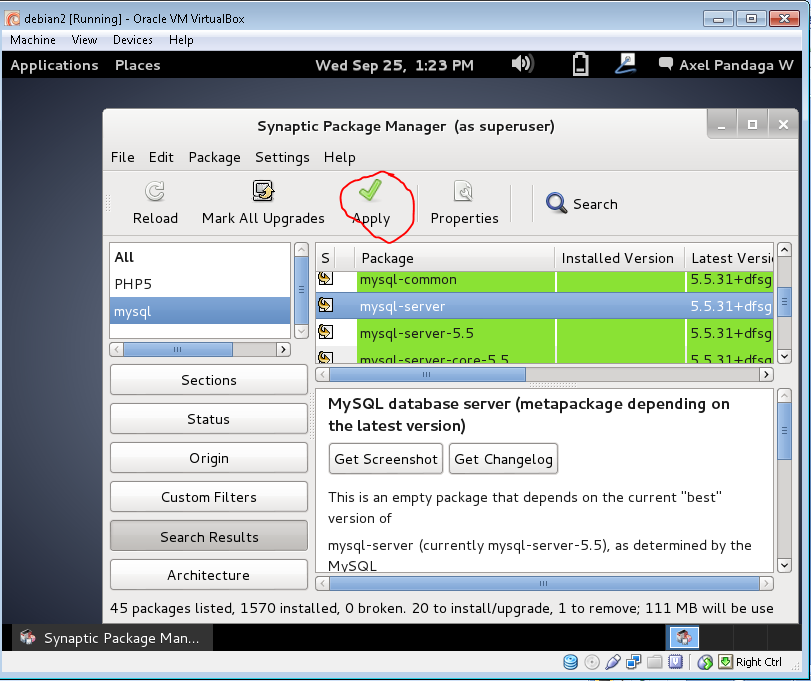 debian2 [Running] - Oracle VM VirtualBox
Machine View Devices Help
Applications Places Wed Sep 25, 1:23 PM Axel Pandaga W
Synaptic Package Manager (as superuser)
File Edit Package Settings Help
Reload Mark All Upgrades Apply Properties Search
All
PHP5
mysql
S Package Installed Version Latest Versi
mysql-common 5.5.31+dfsg
mysql-server 5.5.31+dfsg
mysql-server-5.5 5.5.31+dfsg
mysql-server-core-5.5 5.5.31+dfsg
Sections
Status
Origin
Custom Filters
Search Results
Architecture
MySQL database server (metapackage depending on
the latest version)
Get Screenshot Get Changelog
This is an empty package that depends on the current "best"
version of
mysql-server (currently mysql-server-5.5), as determined by the
MySQL
45 packages listed, 1570 installed, 0 broken. 20 to install/upgrade, 1 to remove; 111 MB will be use
Synaptic Package Man...
Right Ctrl